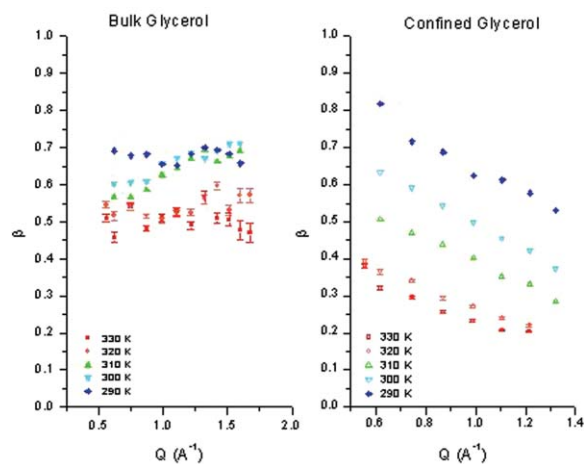 Bulk Glycerol
1.0
0.9
0.8
0.7
0.6
0.5
0.4
0.3
0.2
0.1
0.0
β
330 K
320 K
310 K
300 K
290 K
0.5 1.0 1.5 2.0
Q (A⁻¹)
Confined Glycerol
1.0
0.9
0.8
0.7
0.6
0.5
0.4
0.3
0.2
0.1
0.0
β
330 K
320 K
310 K
300 K
290 K
0.6 0.8 1.0 1.2 1.4
Q (A⁻¹)